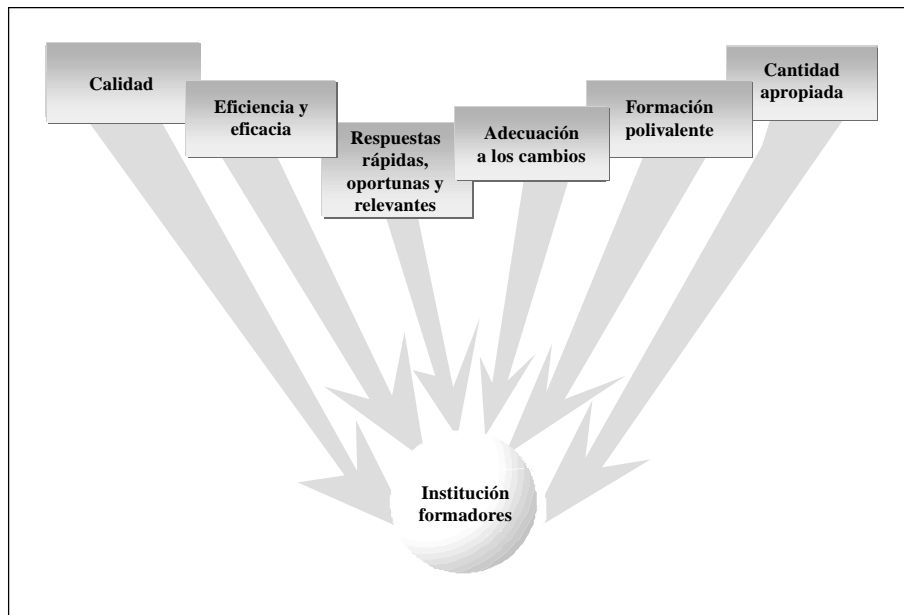 Calidad
Eficiencia y
eficacia
Respuestas
rápidas,
oportunas y
relevantes
Adecuación
a los cambios
Formación
polivalente
Cantidad
apropiada
Institución
formadores